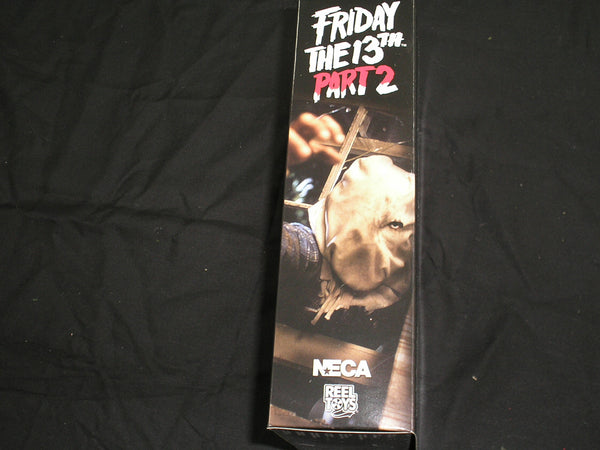 FRIDAY
THE 13TH
PART 2
NECA
REEL
TOYS